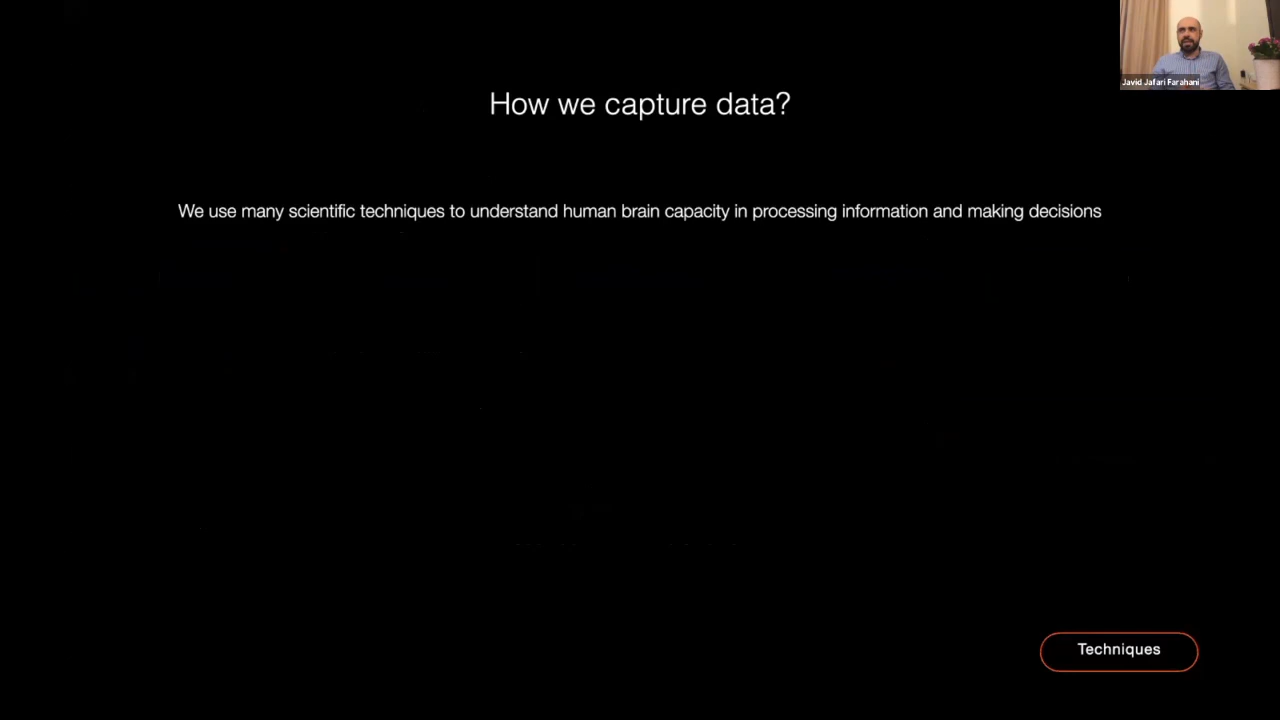 How we capture data?
Javid Jafari Farahani
We use many scientific techniques to understand human brain capacity in processing information and making decisions
Techniques